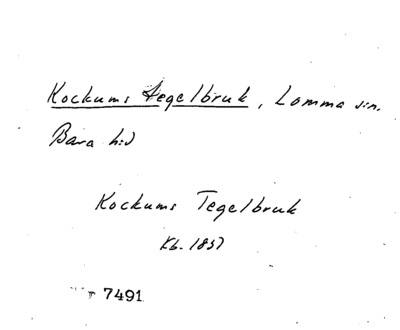 Kockums tegelbruk, Lomma sn.
Bara hd
Kockums Tegelbruk
Kb. 1857
7491